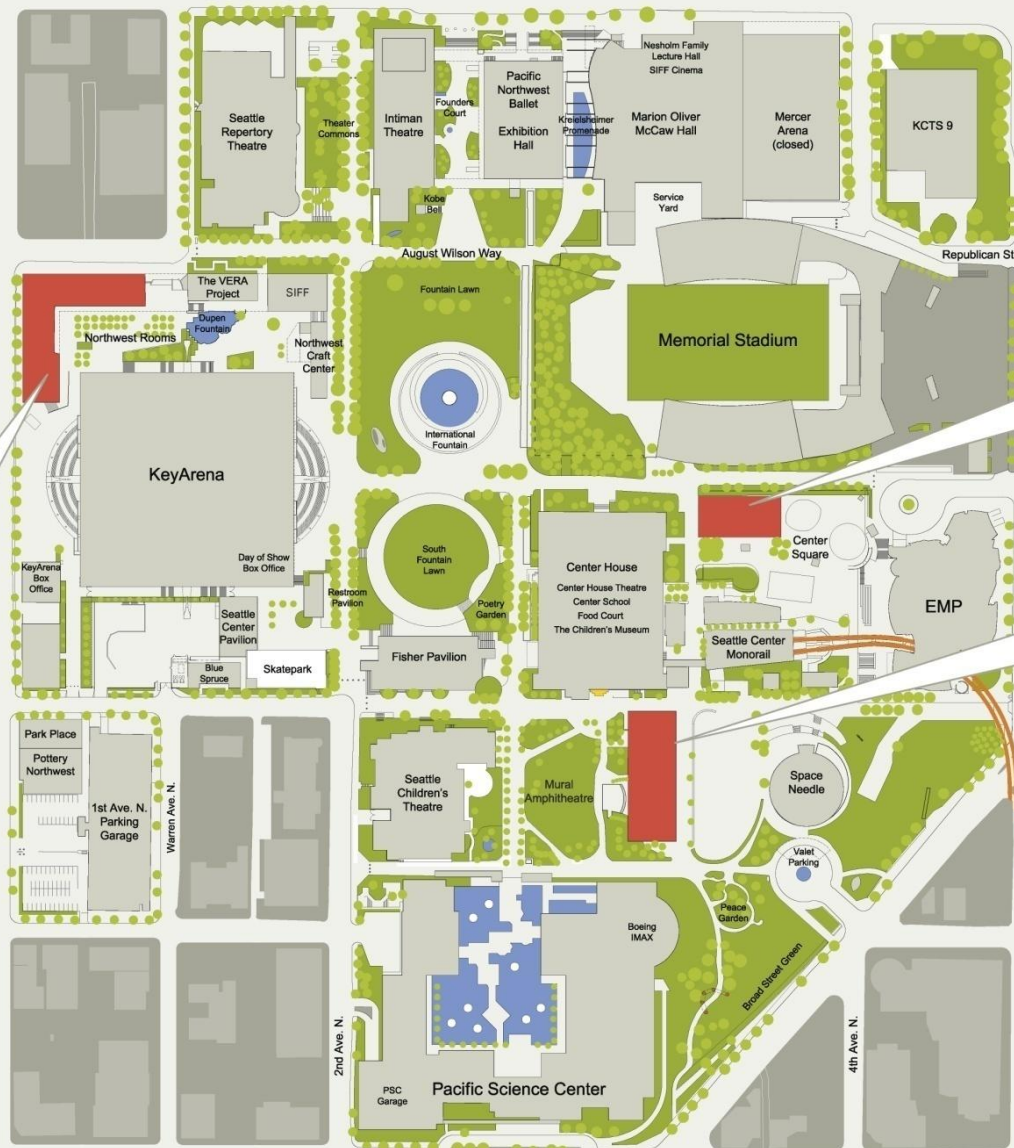 Nesholm Family
Lecture Hall
SIFF Cinema
Seattle
Repertory
Theatre
Theater
Commons
Intiman
Theatre
Founders
Court
Pacific
Northwest
Ballet
Exhibition
Hall
Kreielsheimer
Promenade
Marion Oliver
McCaw Hall
Mercer
Arena
(closed)
KCTS 9
Kobe
Bell
Service
Yard
August Wilson Way
Republican St
The VERA
Project
SIFF
Fountain Lawn
Dupen
Fountain
Northwest Rooms
Northwest
Craft
Center
Memorial Stadium
International
Fountain
KeyArena
Day of Show
Box Office
KeyArena
Box
Office
Restroom
Pavilion
South
Fountain
Lawn
Poetry
Garden
Center House
Center House Theatre
Center School
Food Court
The Children's Museum
Center
Square
EMP
Seattle
Center
Pavilion
Blue
Spruce
Skatepark
Fisher Pavilion
Seattle Center
Monorail
Park Place
Pottery
Northwest
1st Ave. N.
Parking
Garage
Warren Ave. N.
Seattle
Children's
Theatre
Mural
Amphitheatre
Space
Needle
Valet
Parking
Peace
Garden
Boeing
IMAX
Broad Street Green
2nd Ave. N.
4th Ave. N.
PSC
Garage
Pacific Science Center